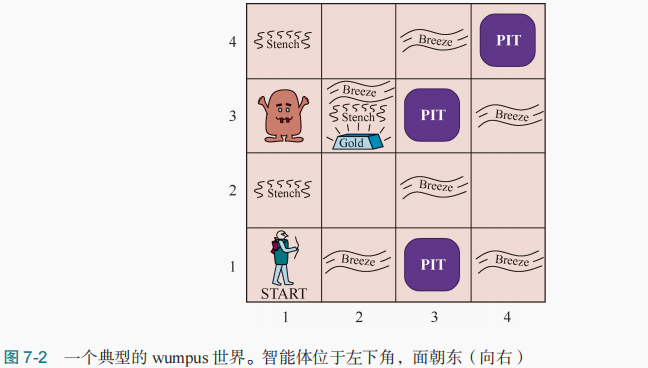 4 Stench Breeze PIT
3 Breeze Stench Gold PIT Breeze
2 Stench Breeze
1 START Breeze PIT Breeze
1 2 3 4
图 7-2 一个典型的 wumpus 世界。智能体位于左下角，面朝东（向右）